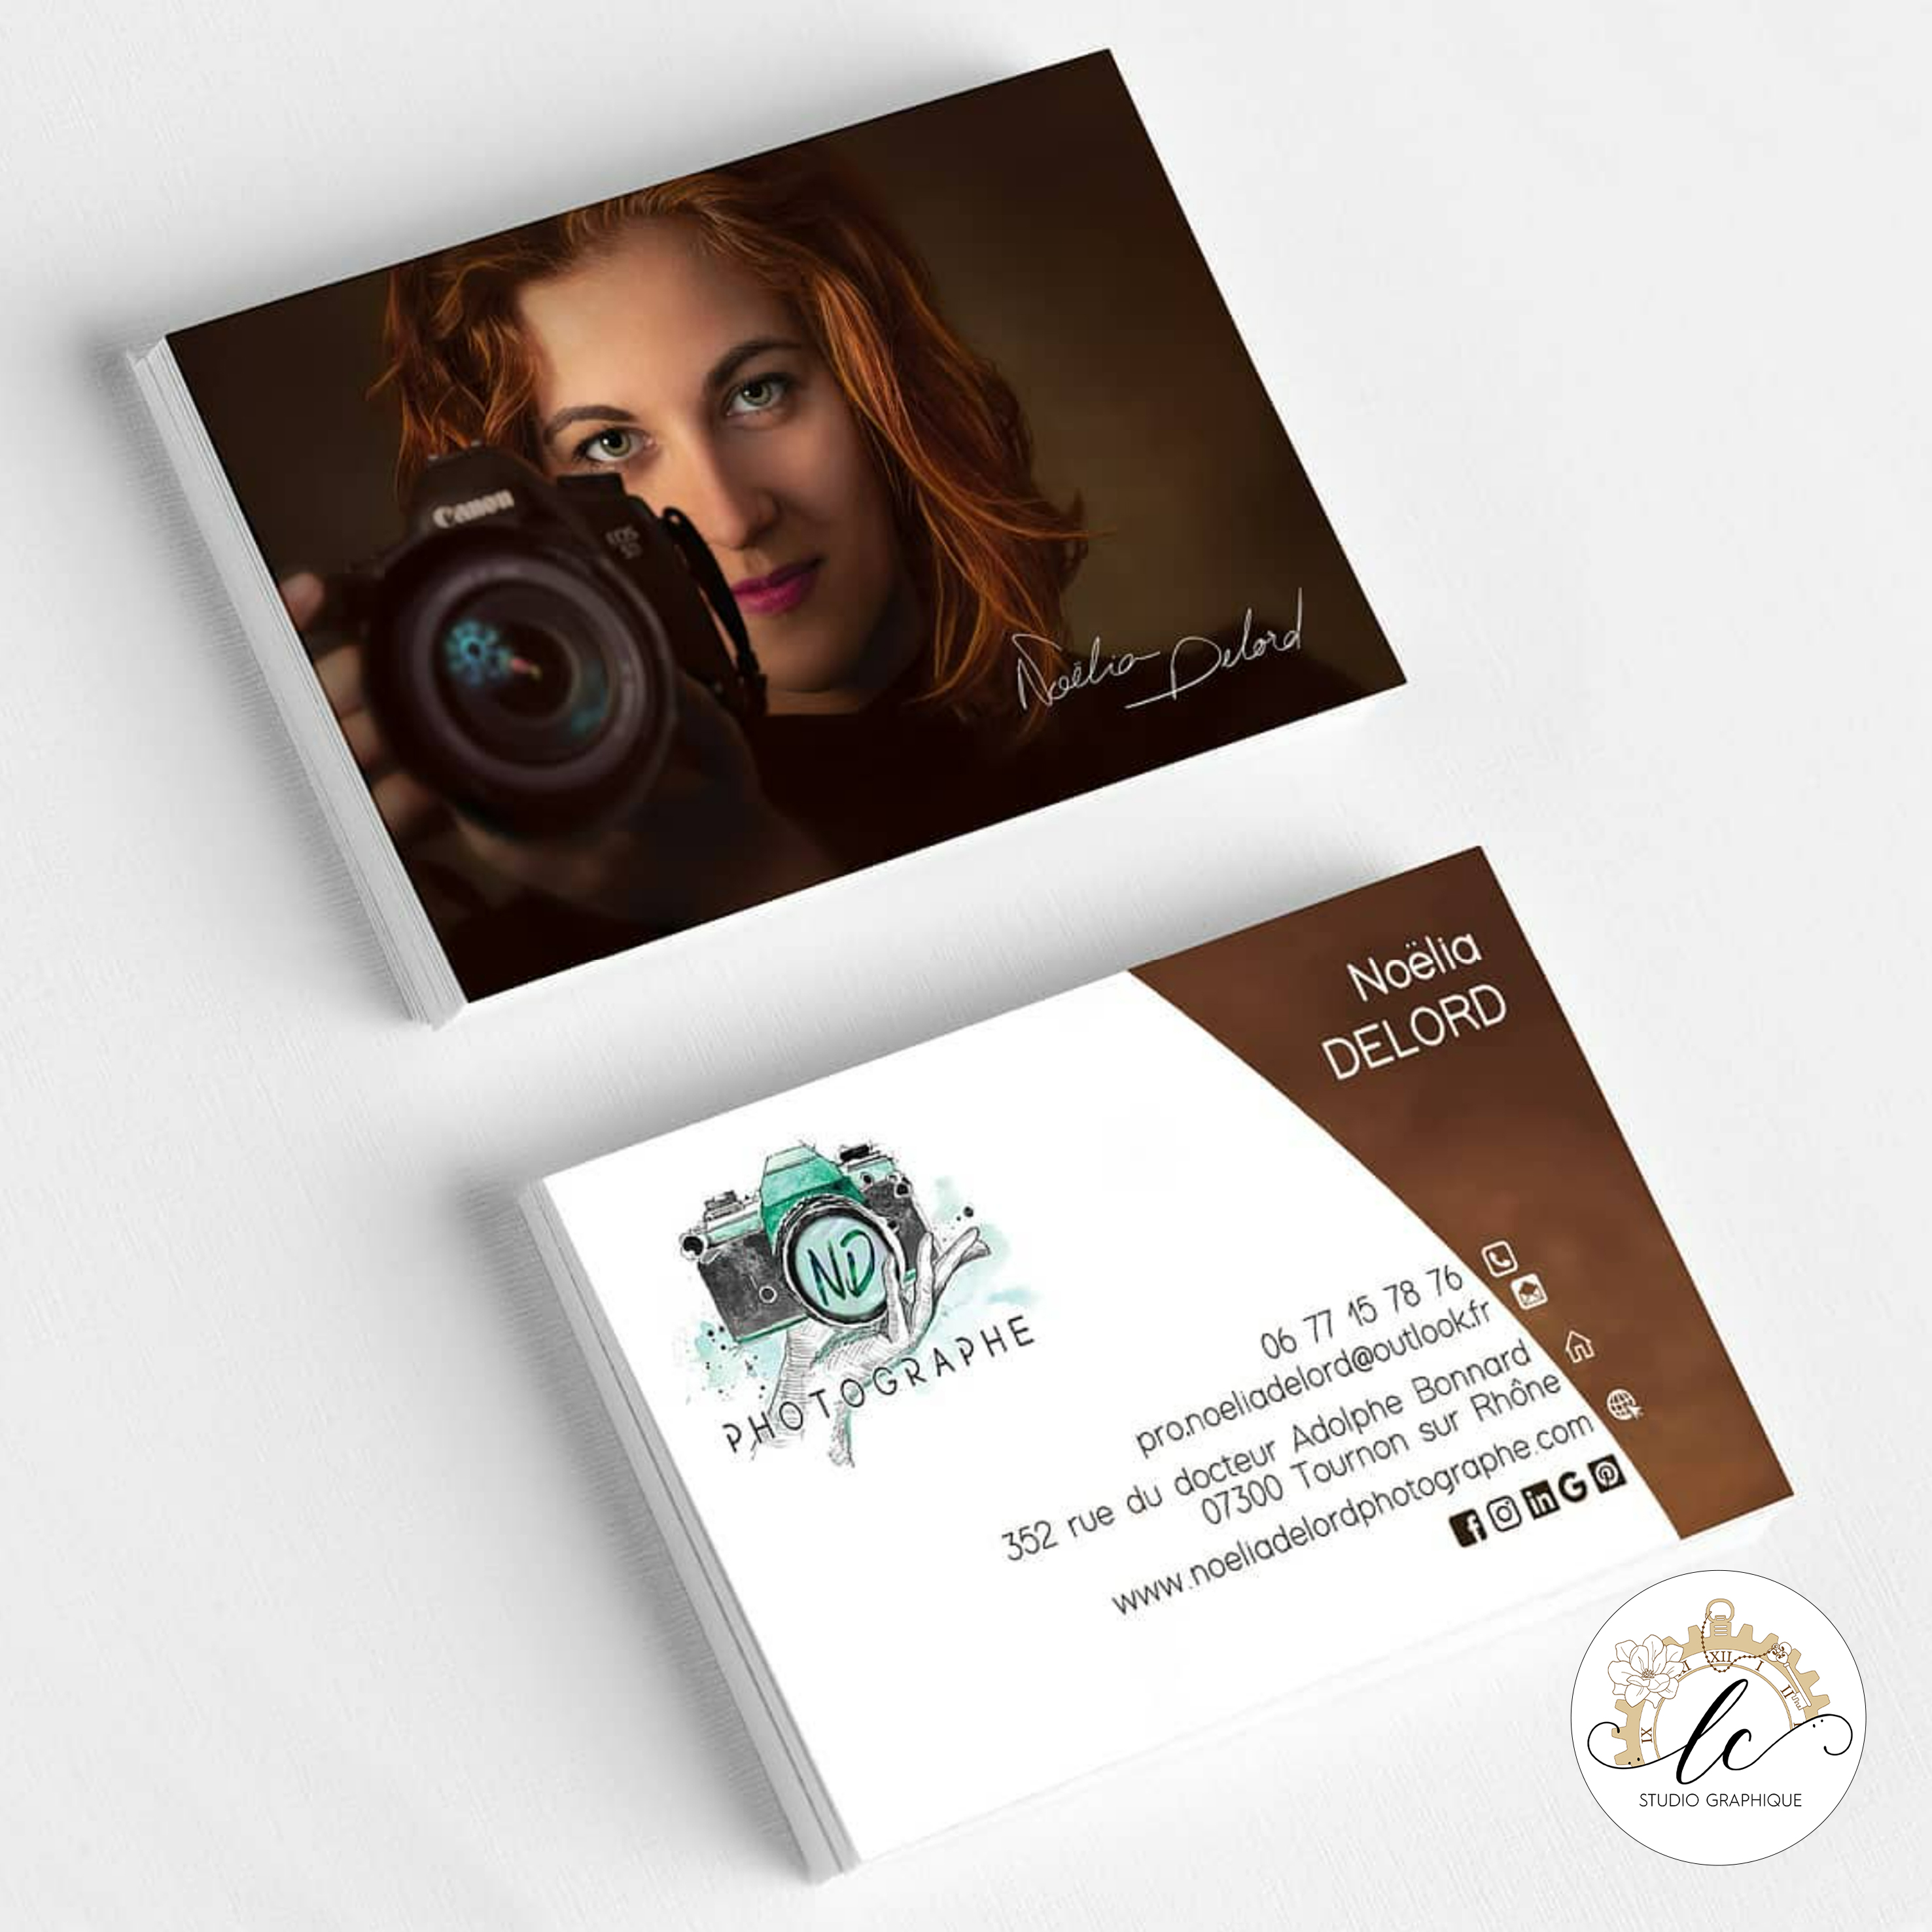 Canon
EOS
5D
Noëlia Delord
Noëlia
DELORD
ND
PHOTOGRAPHE
06 77 15 78 76
pro.noeliadelord@outlook.fr
352 rue du docteur Adolphe Bonnard
07300 Tournon sur Rhône
www.noeliadelordphotographe.com
f in G
XII
I
II
IX
lc
STUDIO GRAPHIQUE